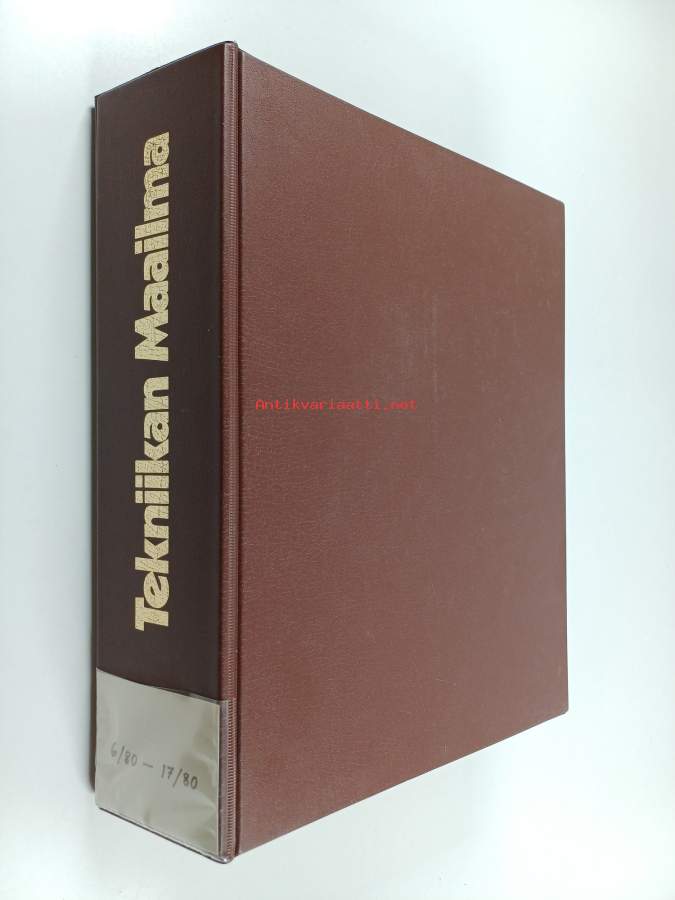 Tekniikan Maailma
6/80 — 17/80
Antikvariaatti.net